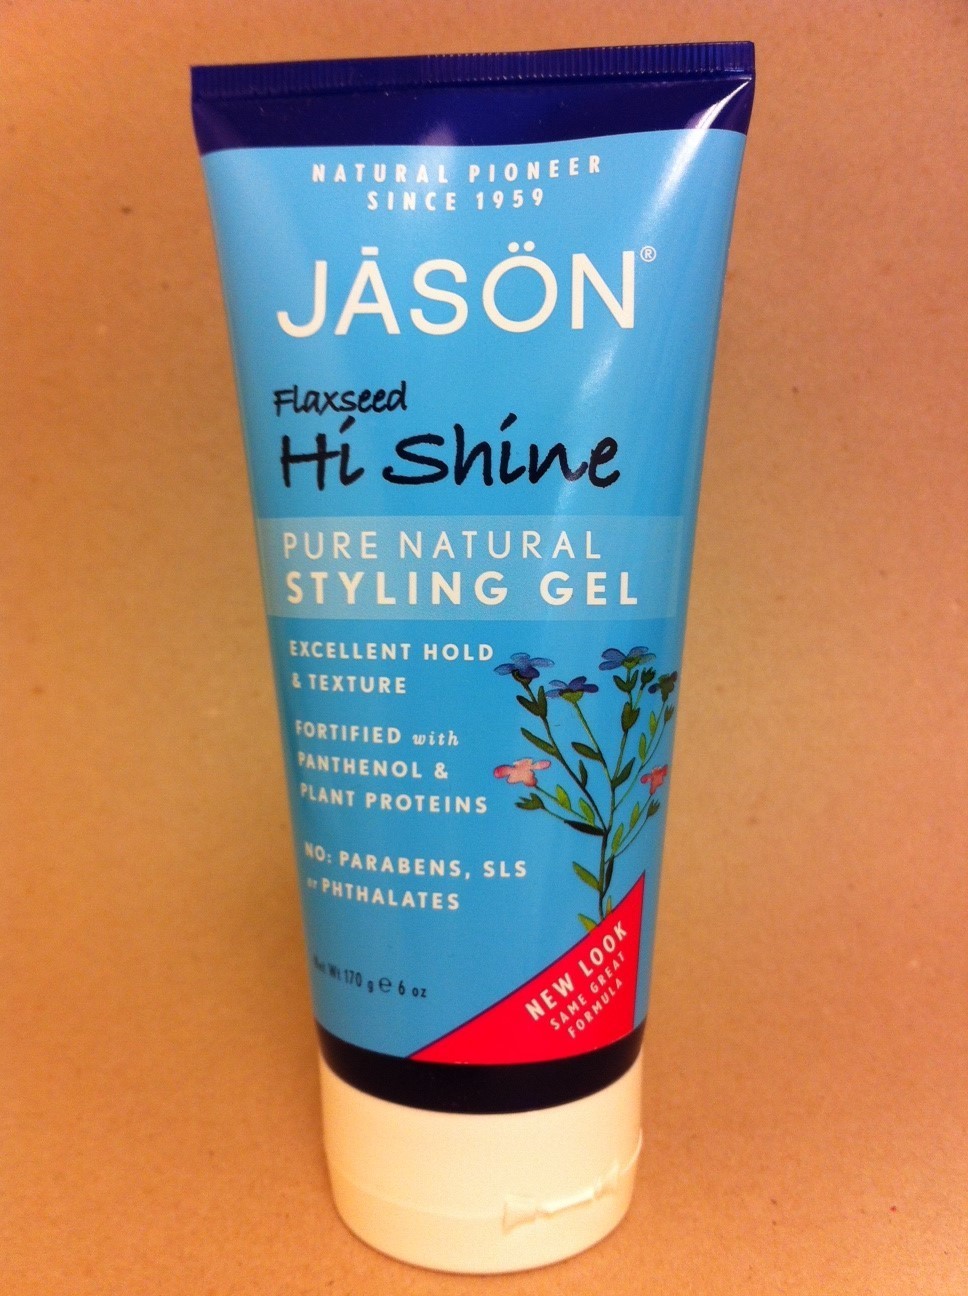 NATURAL PIONEER
SINCE 1959
JĀSÖN®
Flaxseed
Hi Shine
PURE NATURAL
STYLING GEL
EXCELLENT HOLD
& TEXTURE
FORTIFIED with
PANTHENOL &
PLANT PROTEINS
NO: PARABENS, SLS
or PHTHALATES
Net Wt 170 g ℮ 6 oz
NEW LOOK
SAME GREAT
FORMULA